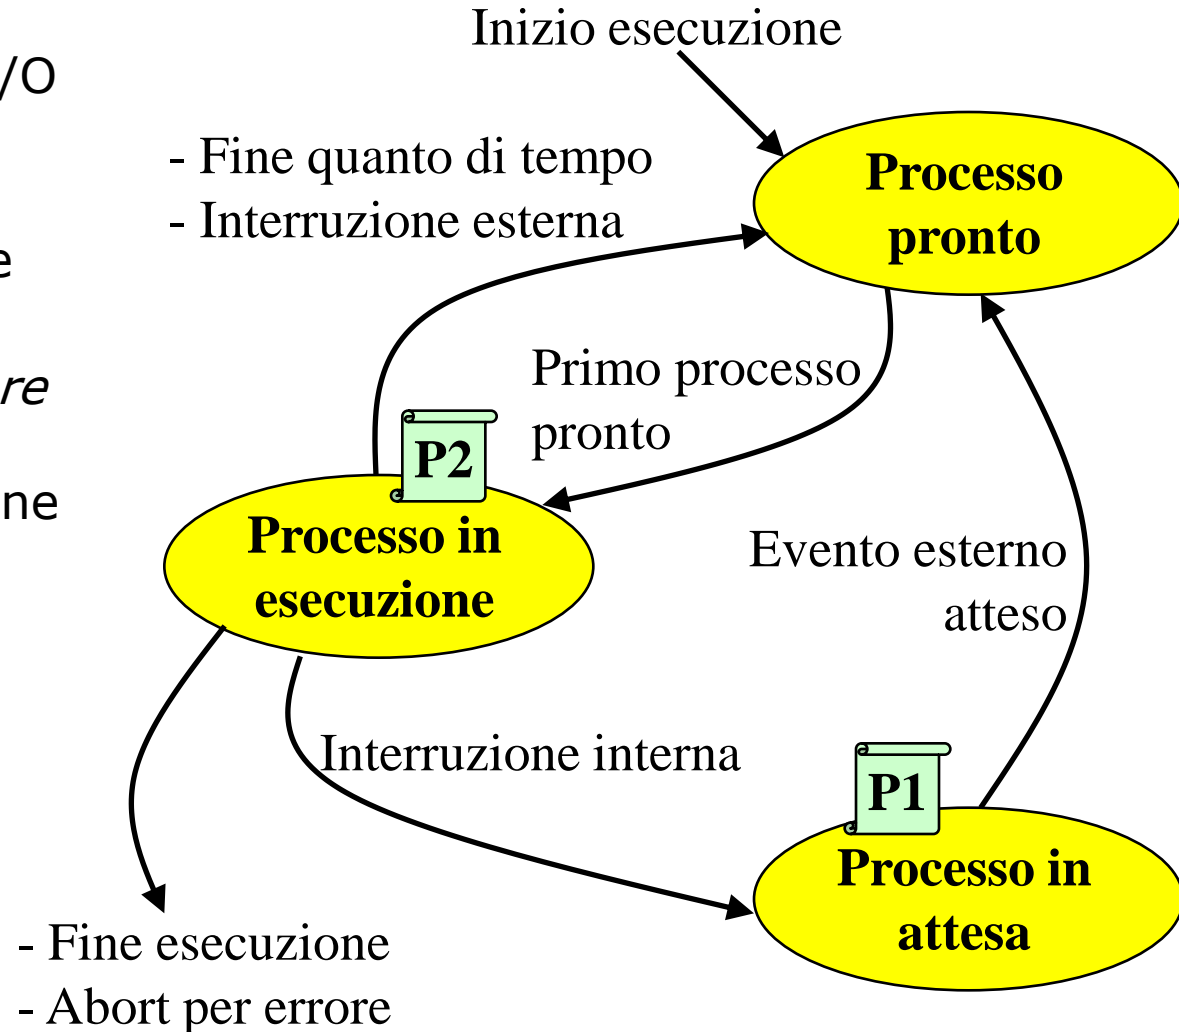 Inizio esecuzione
/O
- Fine quanto di tempo
- Interruzione esterna
Processo
pronto
e
re
ne
Primo processo
pronto
P2
Processo in
esecuzione
Evento esterno
atteso
Interruzione interna
P1
Processo in
attesa
- Fine esecuzione
- Abort per errore